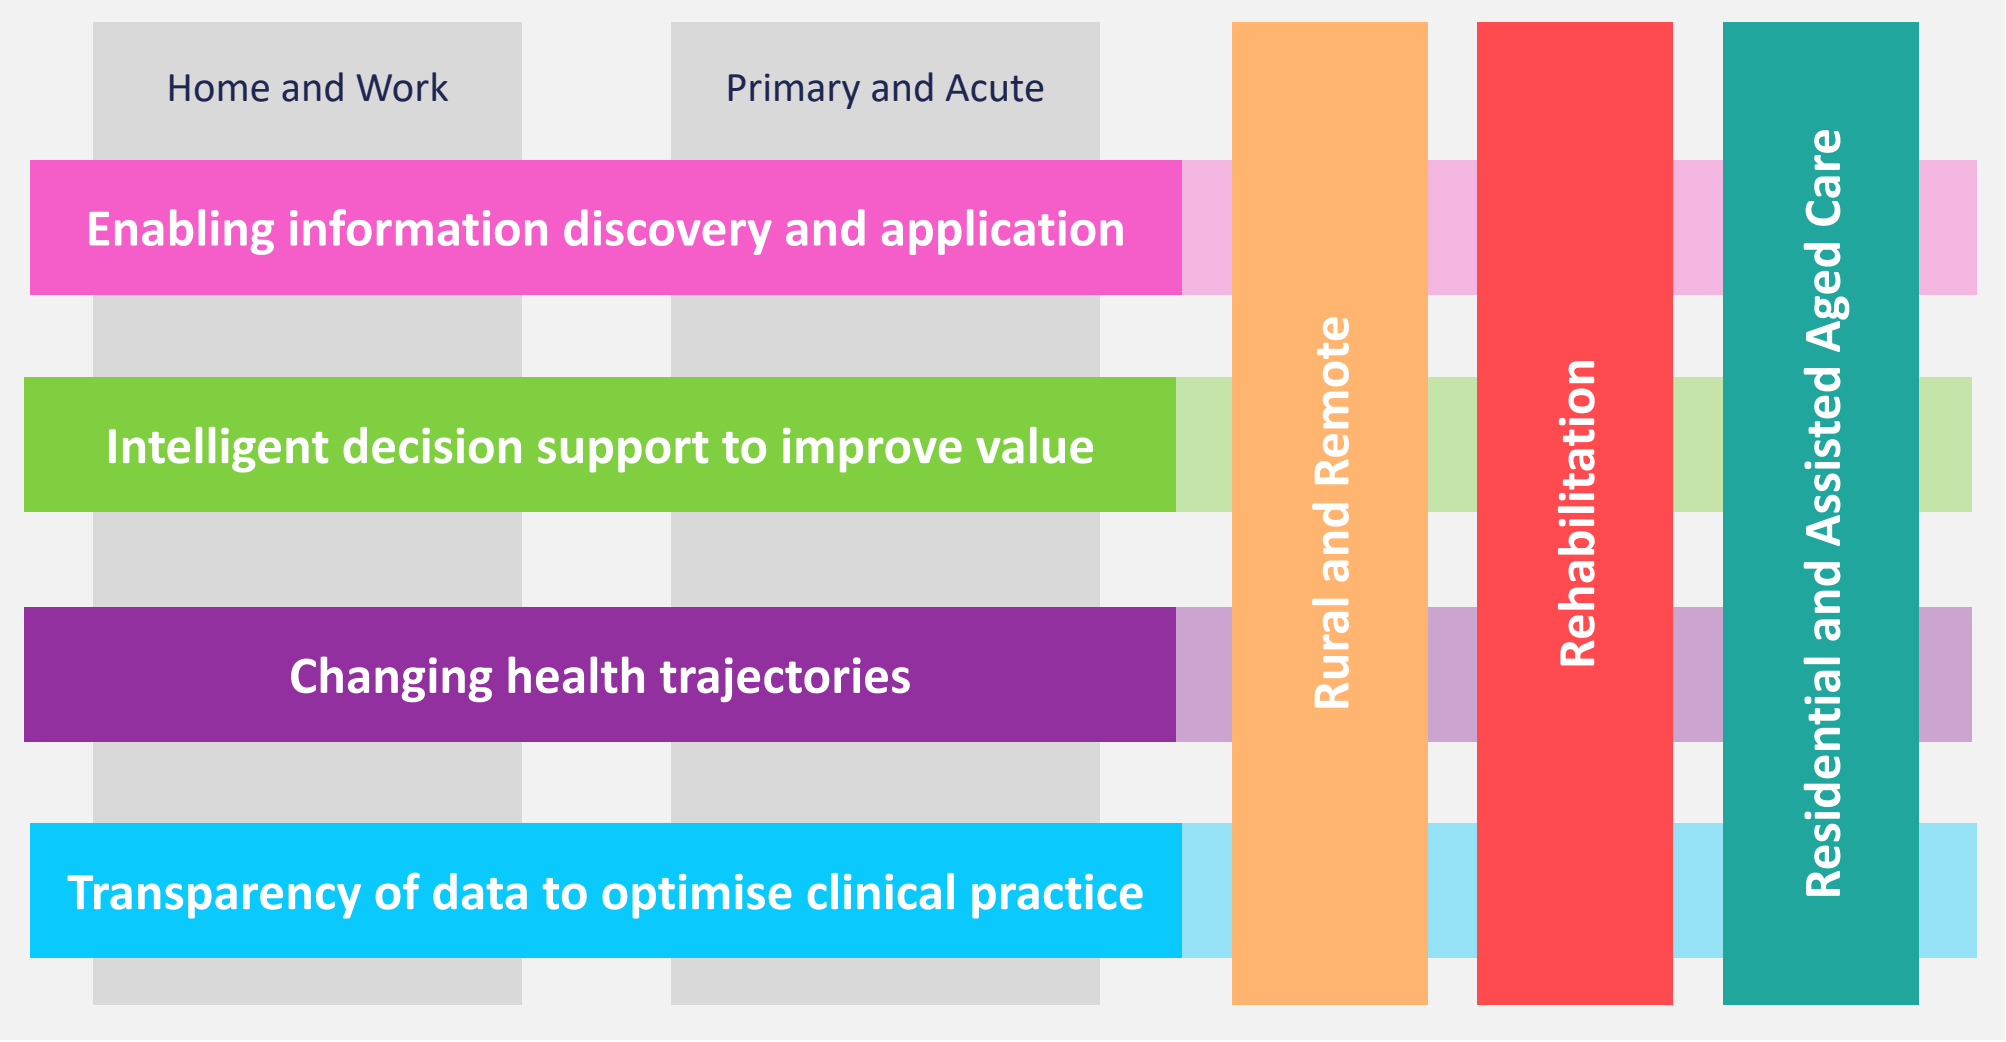 Home and Work
Primary and Acute
Enabling information discovery and application
Intelligent decision support to improve value
Changing health trajectories
Transparency of data to optimise clinical practice
Rural and Remote
Rehabilitation
Residential and Assisted Aged Care